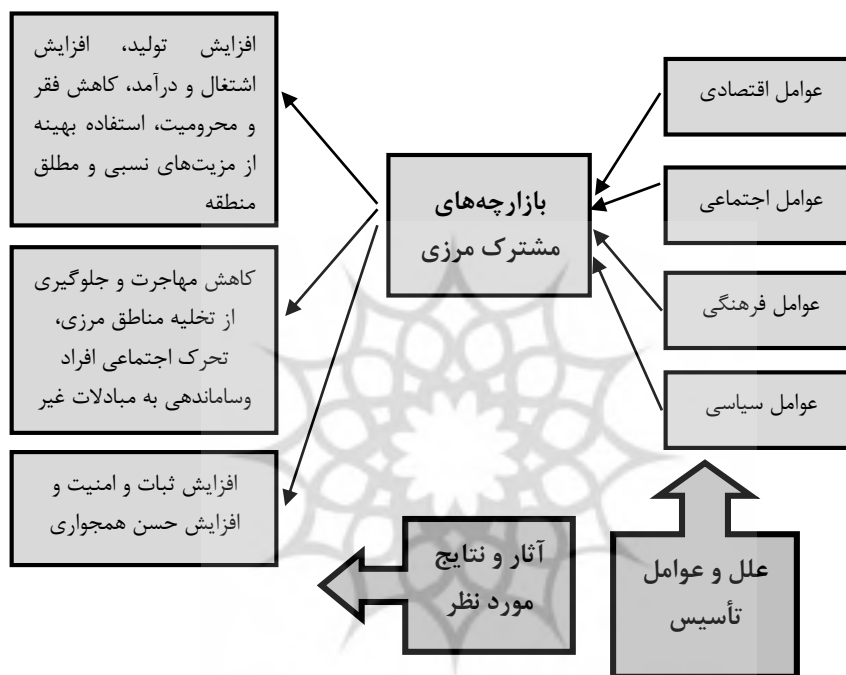 عوامل اقتصادی
عوامل اجتماعی
عوامل فرهنگی
عوامل سیاسی
علل و عوامل
تأسیس
بازارچه‌های
مشترک مرزی
افزایش تولید، افزایش
اشتغال و درآمد، کاهش فقر
و محرومیت، استفاده بهینه
از مزیت‌های نسبی و مطلق
منطقه
کاهش مهاجرت و جلوگیری
از تخلیه مناطق مرزی،
تحرک اجتماعی افراد
وساماندهی به مبادلات غیر
افزایش ثبات و امنیت و
افزایش حسن همجواری
آثار و نتایج
مورد نظر